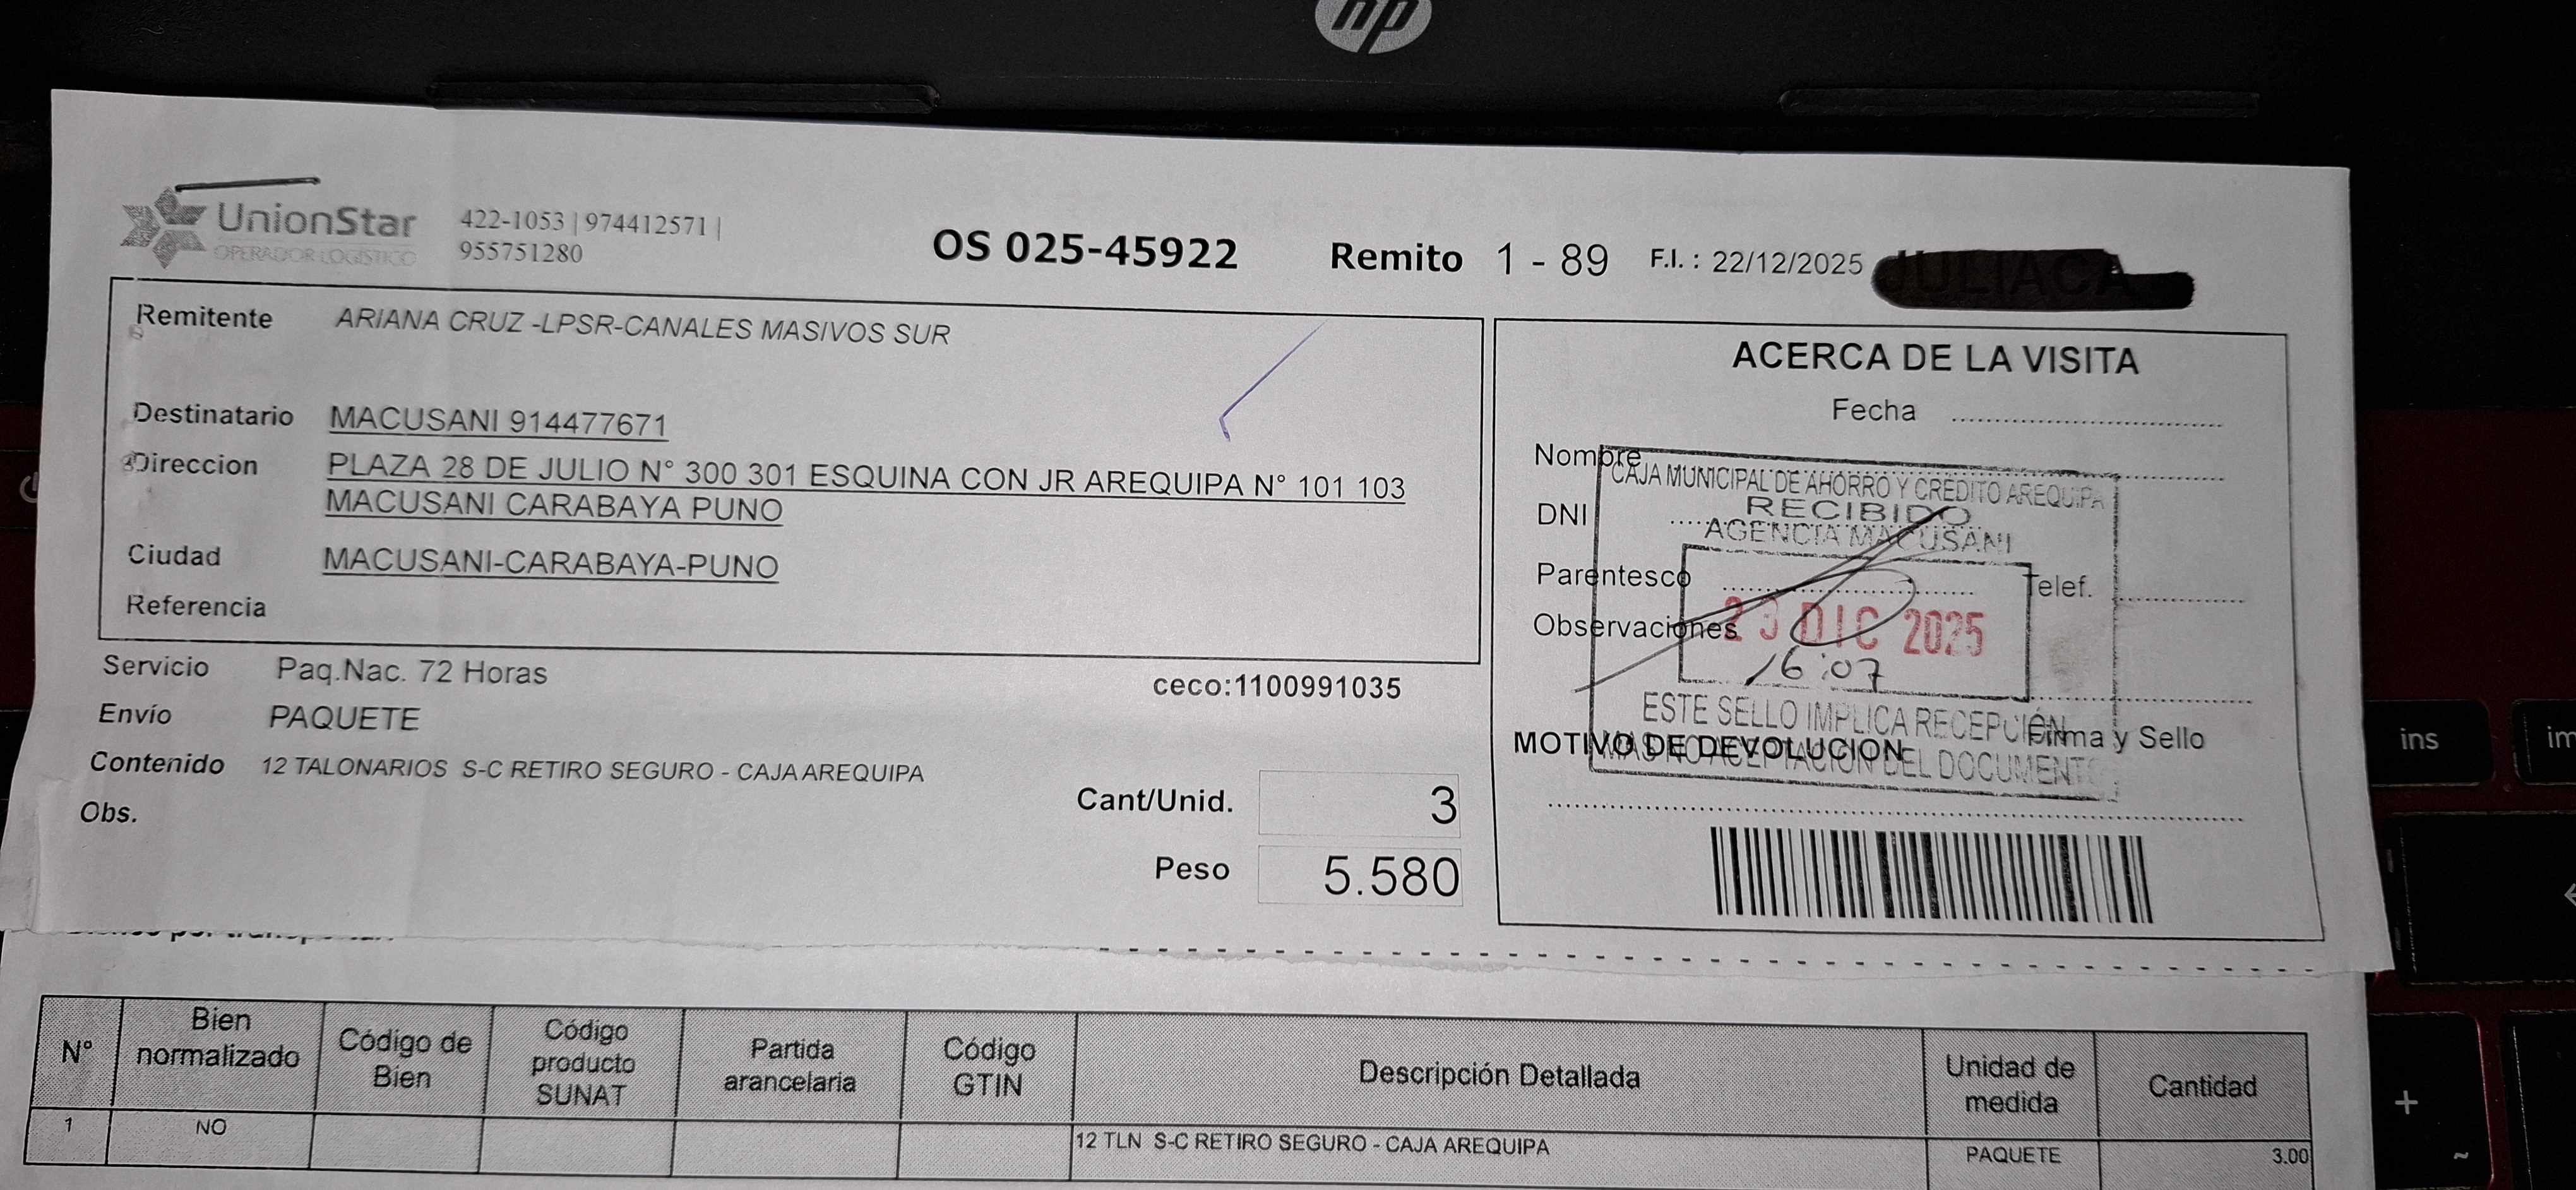 hp
UnionStar
OPERADOR LOGISTICO
422-1053 | 974412571 |
955751280
OS 025-45922
Remito 1 - 89
F.I. : 22/12/2025
JULIACA
Remitente ARIANA CRUZ -LPSR-CANALES MASIVOS SUR
Destinatario MACUSANI 914477671
Direccion PLAZA 28 DE JULIO N° 300 301 ESQUINA CON JR AREQUIPA N° 101 103
MACUSANI CARABAYA PUNO
Ciudad MACUSANI-CARABAYA-PUNO
Referencia
Servicio Paq.Nac. 72 Horas
ceco:1100991035
Envío PAQUETE
Contenido 12 TALONARIOS S-C RETIRO SEGURO - CAJA AREQUIPA
Obs.
Cant/Unid. 3
Peso 5.580
ACERCA DE LA VISITA
Fecha
Nombre
CAJA MUNICIPAL DE AHORRO Y CREDITO AREQUIPA
RECIBIDO
DNI
AGENCIA MACUSANI
Parentesco
Telef.
Observaciones
DIC 2025
16:07
ESTE SELLO IMPLICA RECEPCIÓN
Firma y Sello
MOTIVO DE DEVOLUCION
MAS NO ACEPTACION DEL DOCUMENTO
N° Bien normalizado Código de Bien Código producto SUNAT Partida arancelaria Código GTIN Descripción Detallada Unidad de medida Cantidad
1 NO 12 TLN S-C RETIRO SEGURO - CAJA AREQUIPA PAQUETE 3.00
ins
+
~